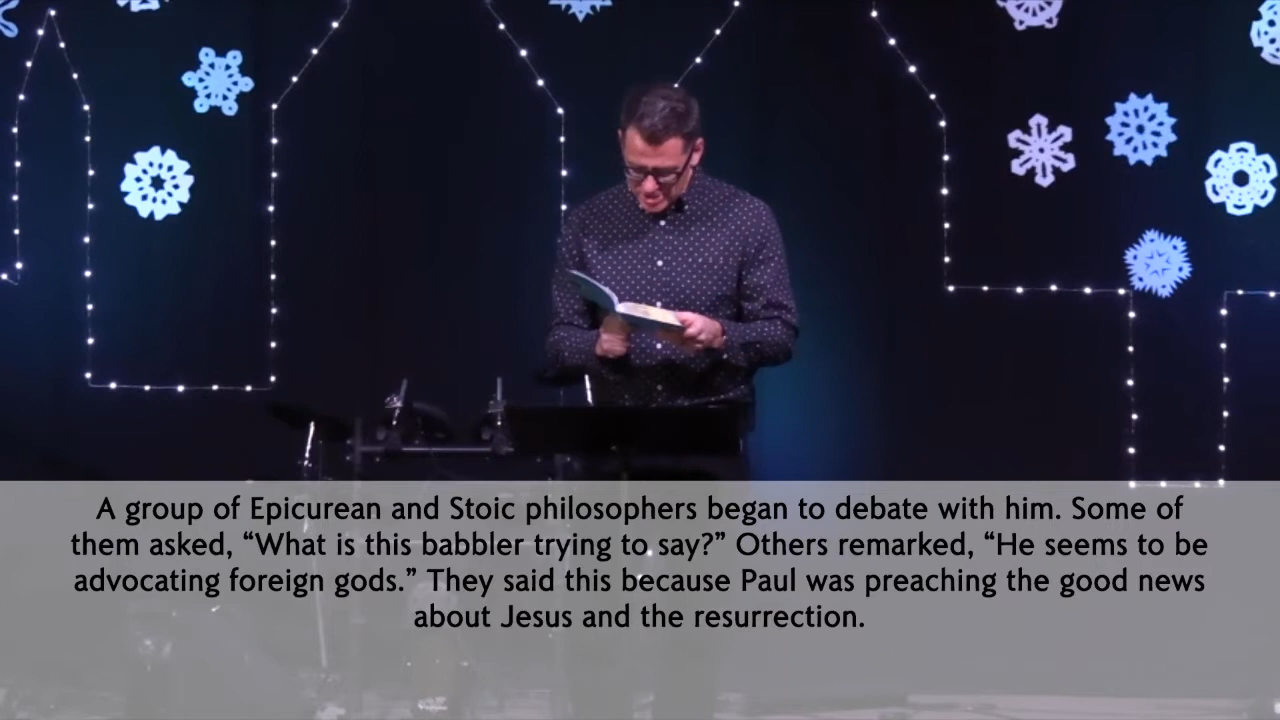 A group of Epicurean and Stoic philosophers began to debate with him. Some of
them asked, “What is this babbler trying to say?” Others remarked, “He seems to be
advocating foreign gods.” They said this because Paul was preaching the good news
about Jesus and the resurrection.